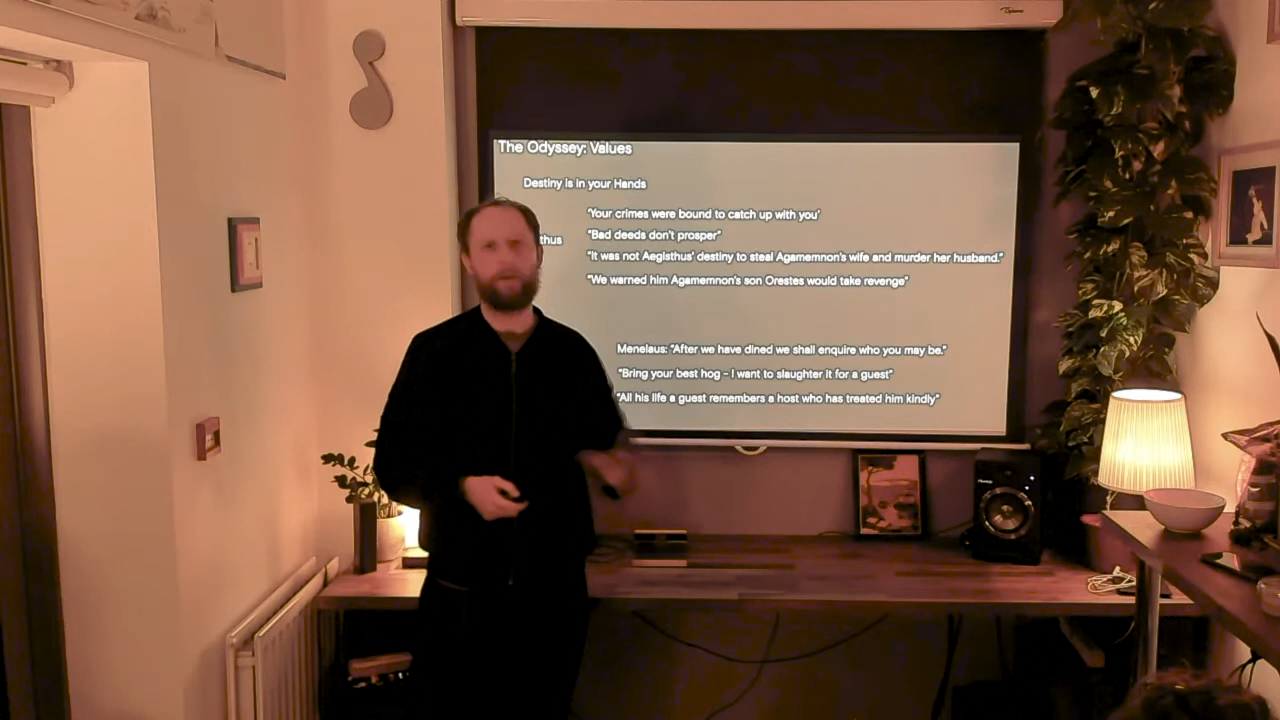 The Odyssey: Values
Destiny is in your Hands
'Your crimes were bound to catch up with you'
thus
"Bad deeds don't prosper"
"It was not Aegisthus' destiny to steal Agamemnon's wife and murder her husband."
"We warned him Agamemnon's son Orestes would take revenge"
Menelaus: "After we have dined we shall enquire who you may be."
"Bring your best hog – I want to slaughter it for a guest"
"All his life a guest remembers a host who has treated him kindly"